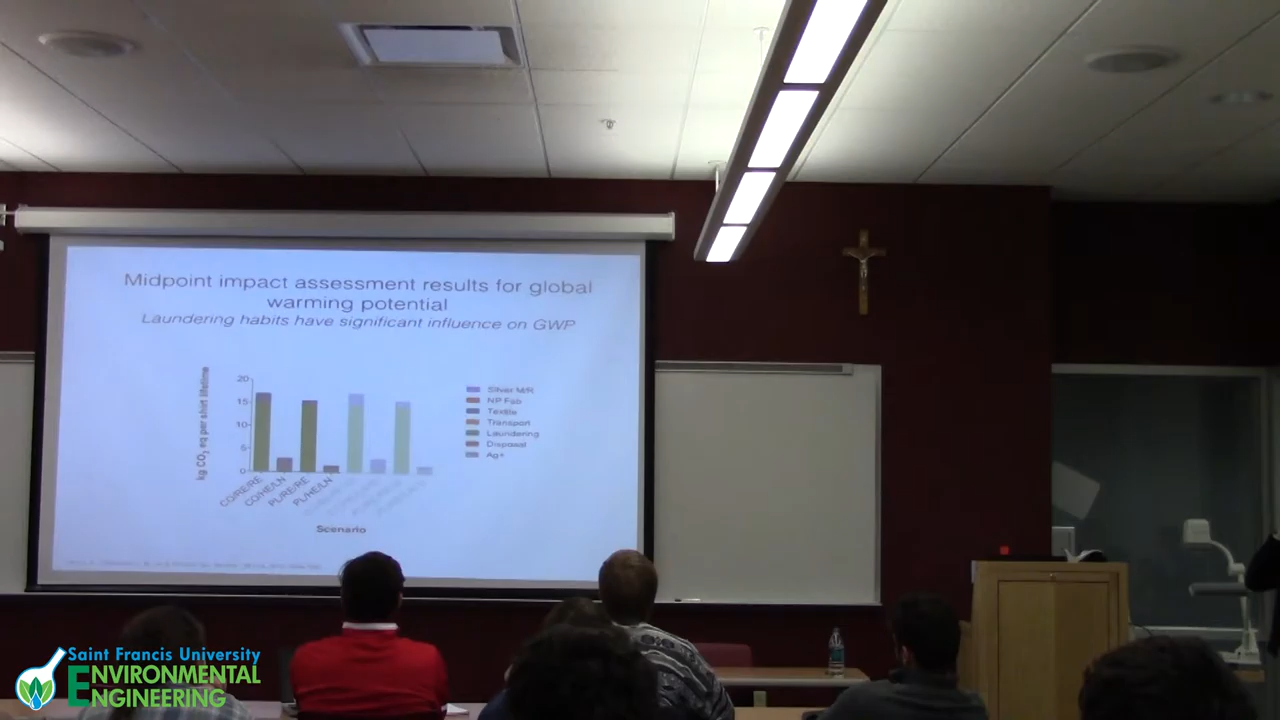 Midpoint impact assessment results for global
warming potential
Laundering habits have significant influence on GWP
kg CO2 eq per shirt lifetime
20
15
10
5
0
CO/RE/RE
CO/HE/LN
PL/RE/RE
PL/HE/LN
Scenario
Silver M/R
NP Fab
Textile
Transport
Laundering
Disposal
Ag+
Saint Francis University
ENVIRONMENTAL
ENGINEERING